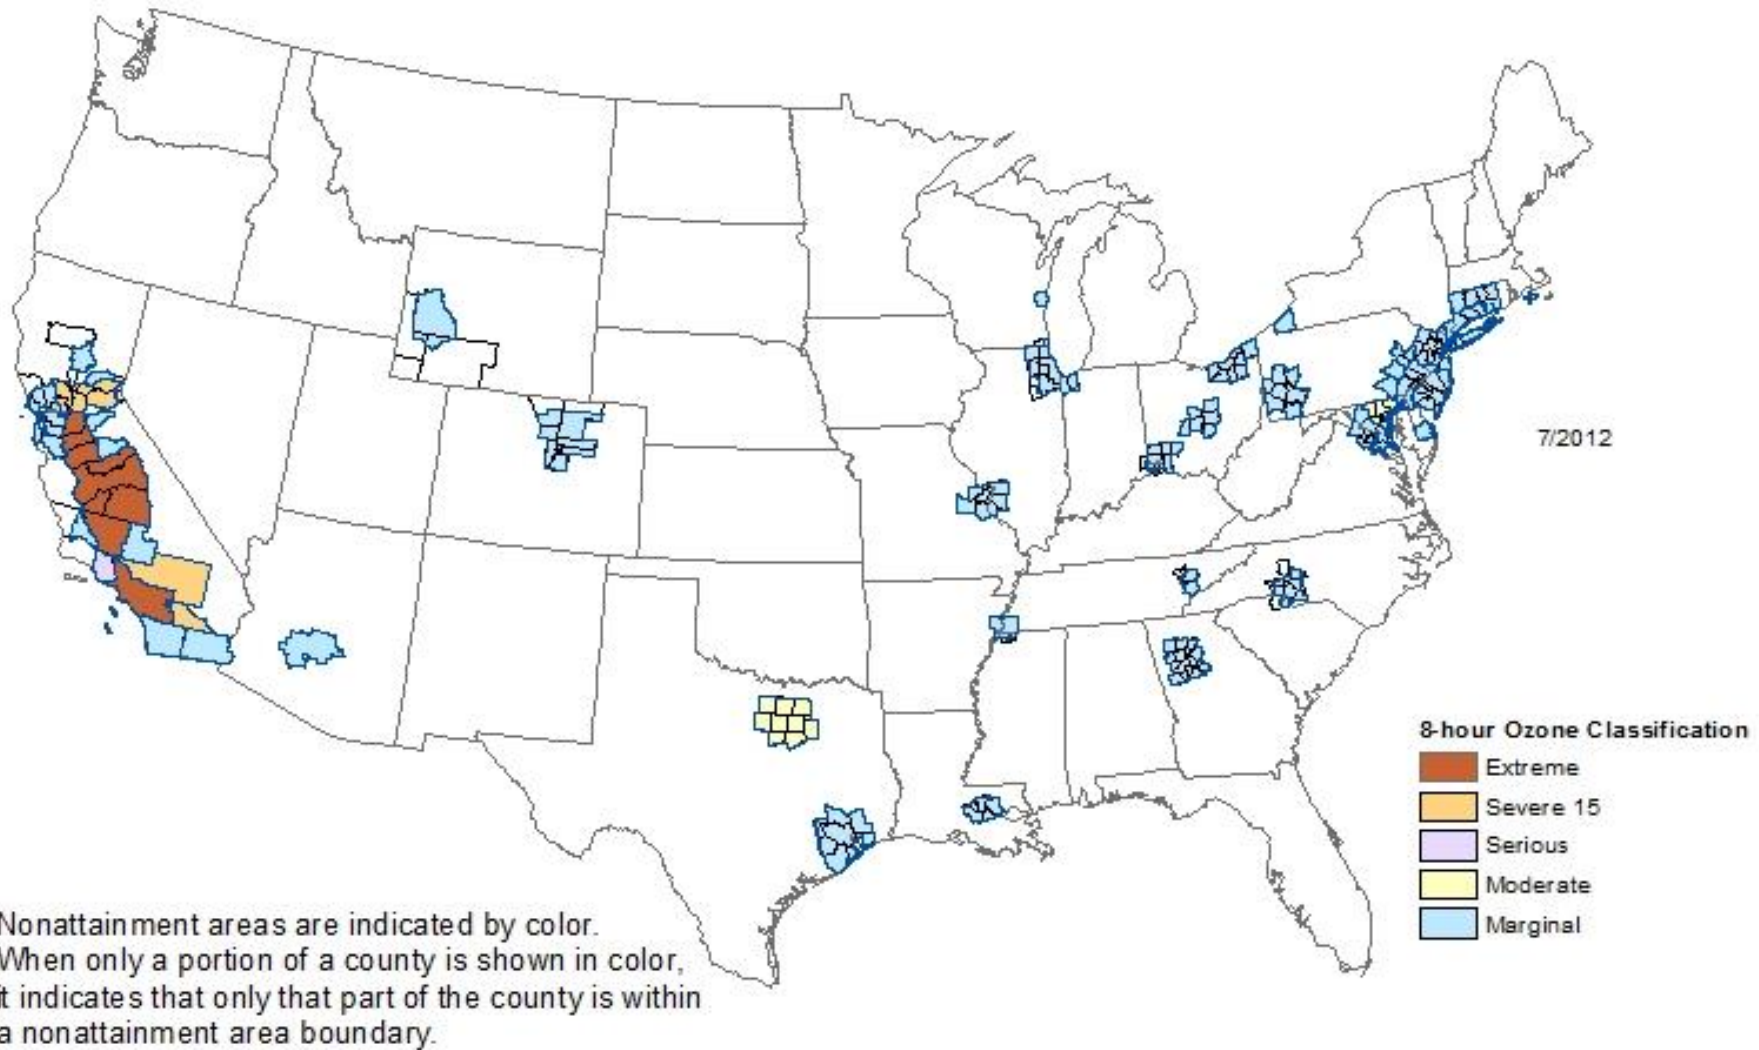 7/2012
8-hour Ozone Classification
Extreme
Severe 15
Serious
Moderate
Marginal
Nonattainment areas are indicated by color.
When only a portion of a county is shown in color,
it indicates that only that part of the county is within
a nonattainment area boundary.